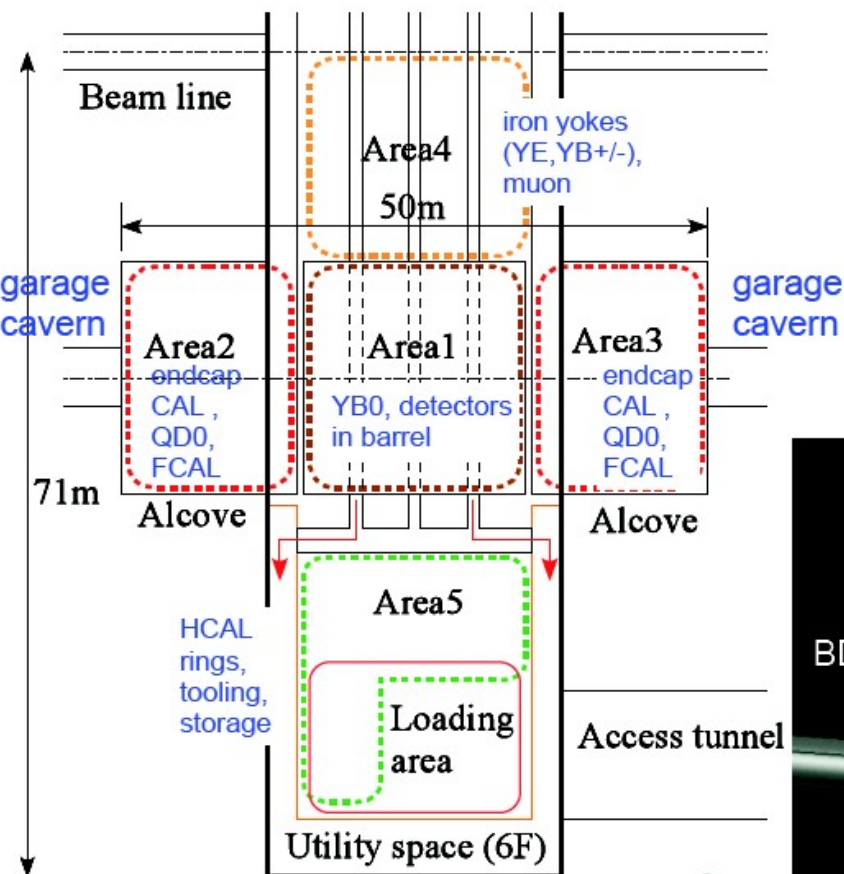 Beam line
Area4
iron yokes
(YE,YB+/-),
muon
50m
garage
cavern
garage
cavern
Area2
endcap
CAL ,
QD0,
FCAL
Area1
YB0, detectors
in barrel
Area3
endcap
CAL ,
QD0,
FCAL
71m
Alcove
Alcove
Area5
HCAL
rings,
tooling,
storage
Loading
area
Access tunnel
Utility space (6F)